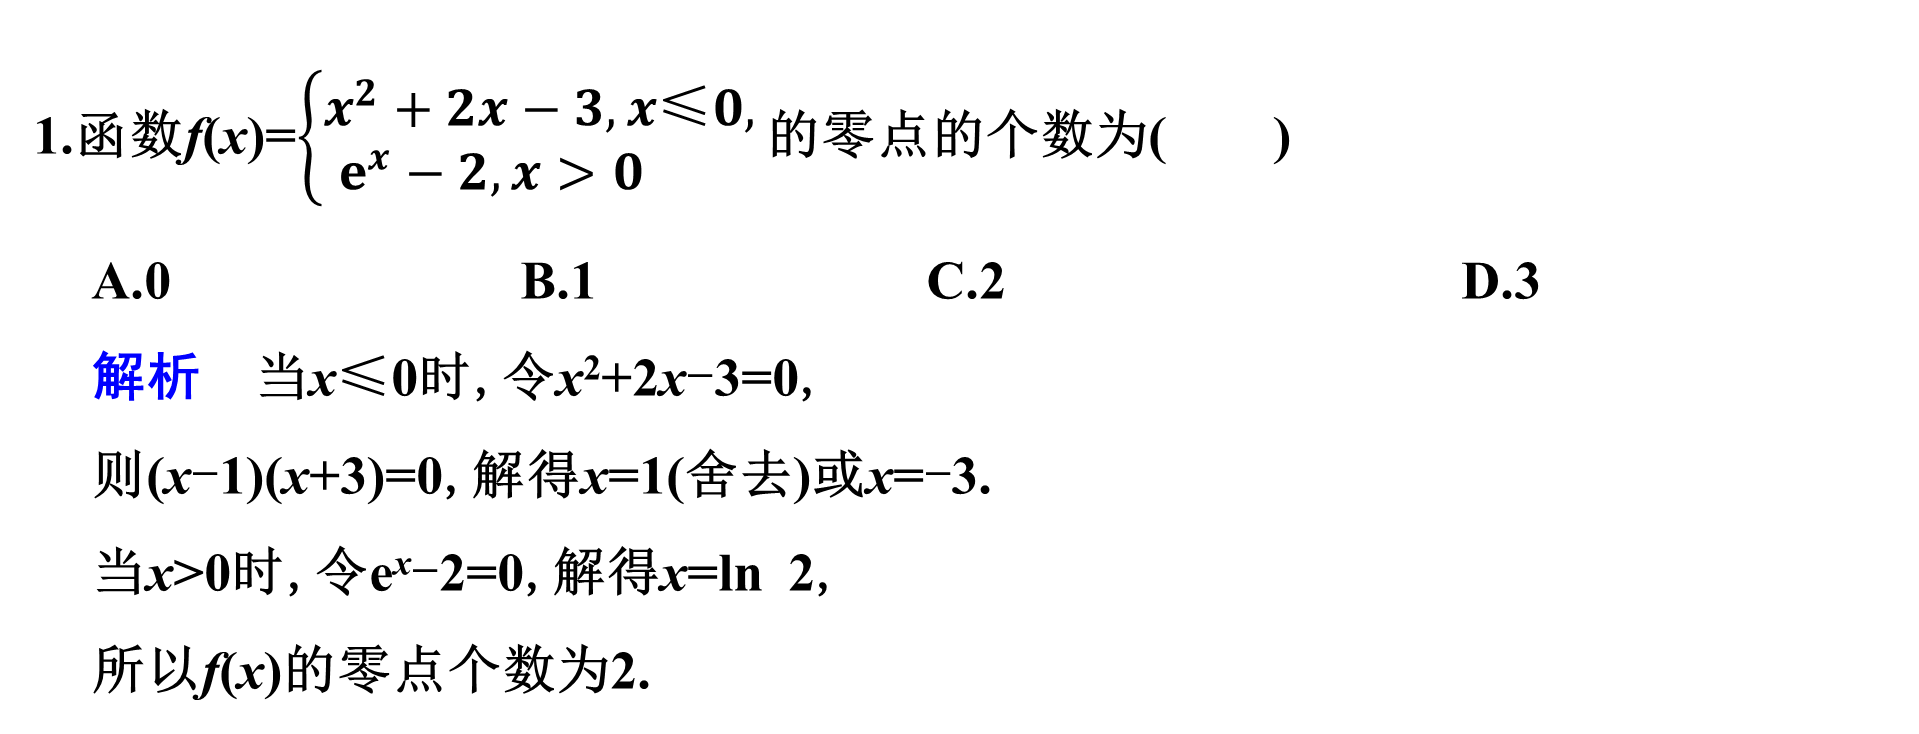 1.函数f(x)={x²+2x−3,x≤0, eˣ−2,x>0 的零点的个数为(  )
A.0 B.1 C.2 D.3
解析 当x≤0时,令x²+2x−3=0,
则(x−1)(x+3)=0,解得x=1(舍去)或x=−3.
当x>0时,令eˣ−2=0,解得x=ln 2,
所以f(x)的零点个数为2.